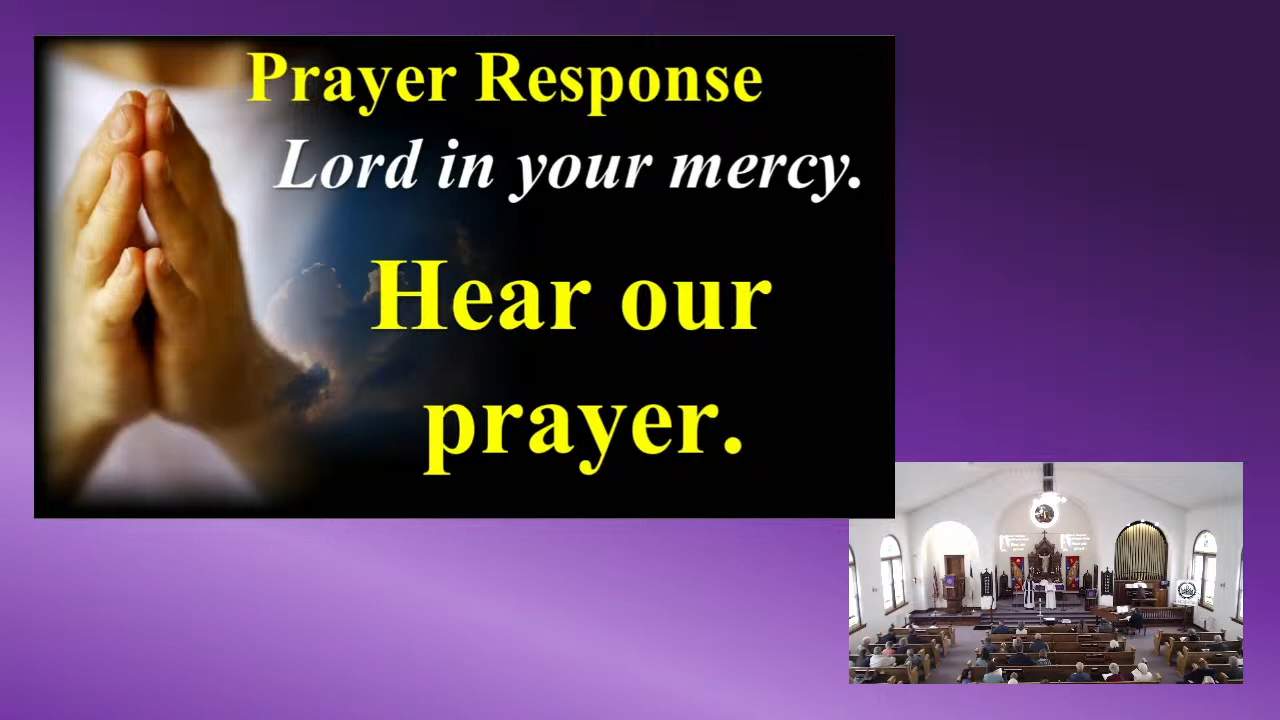 Prayer Response
Lord in your mercy.
Hear our
prayer.